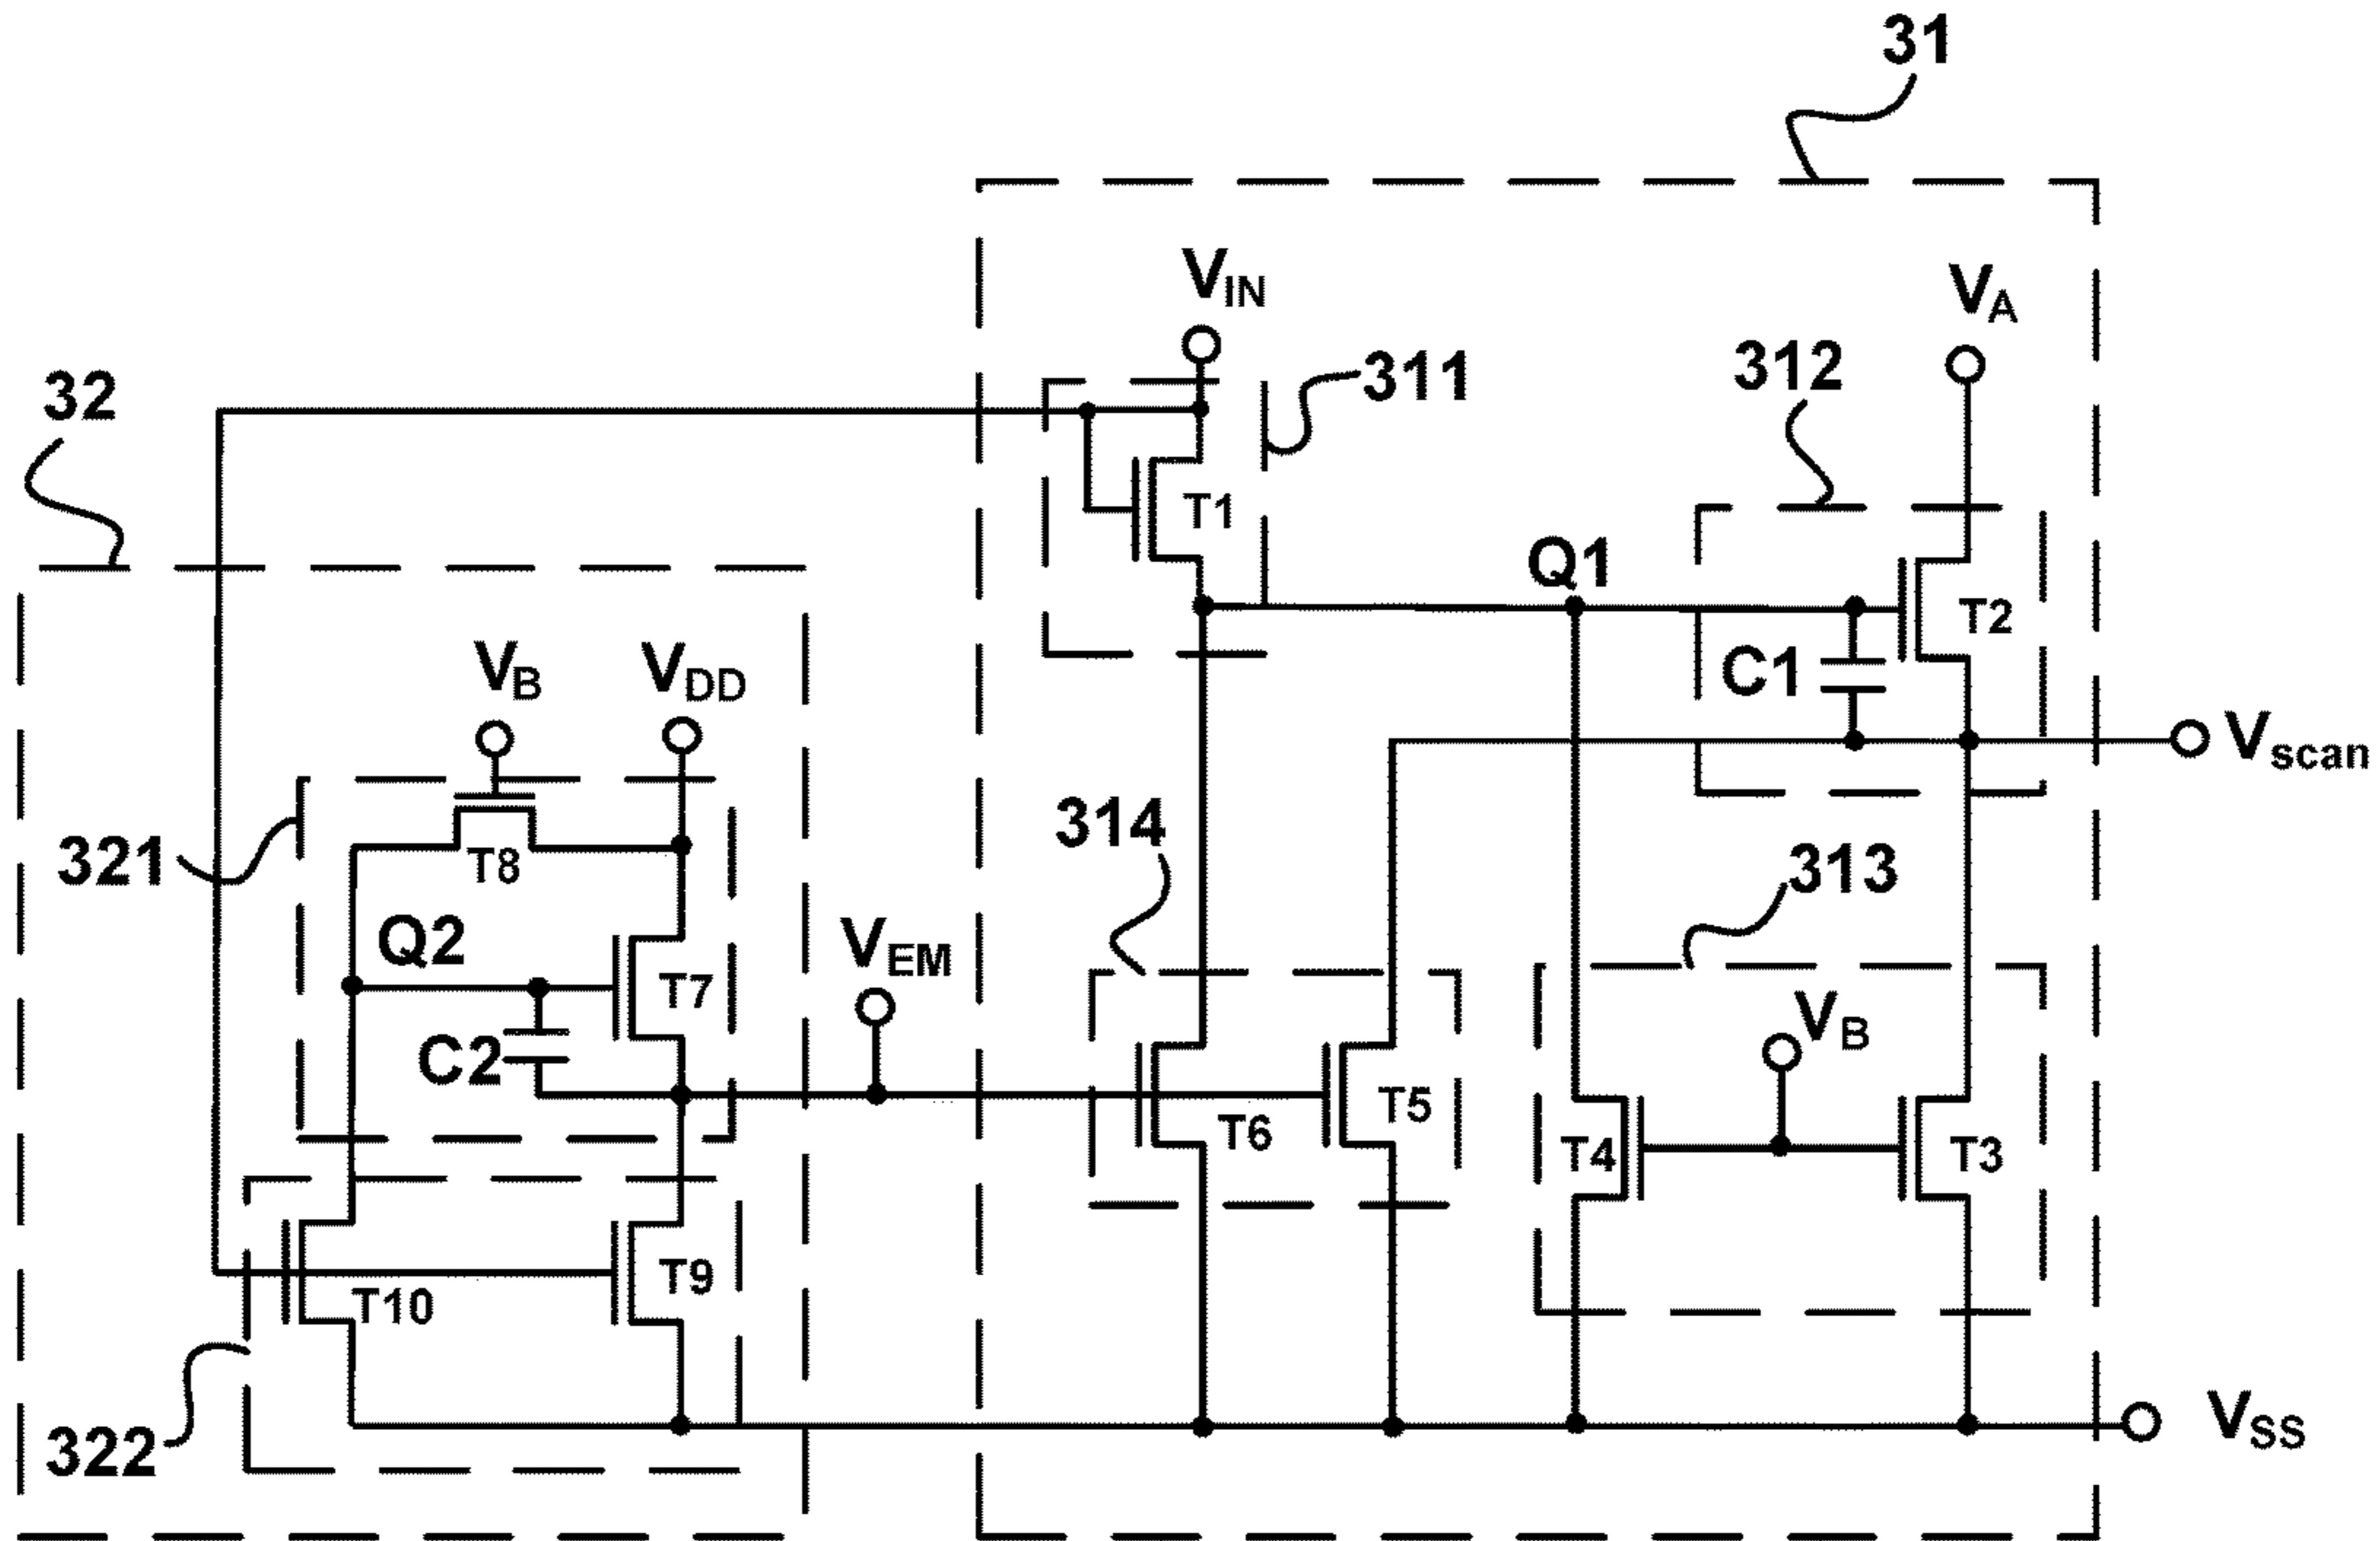 31
V_IN
V_A
312
311
32
T1
Q1
T2
V_B
V_DD
C1
V_scan
314
321
T8
313
Q2
V_EM
T7
V_B
C2
T5
T6
T4
T3
T9
T10
V_SS
322